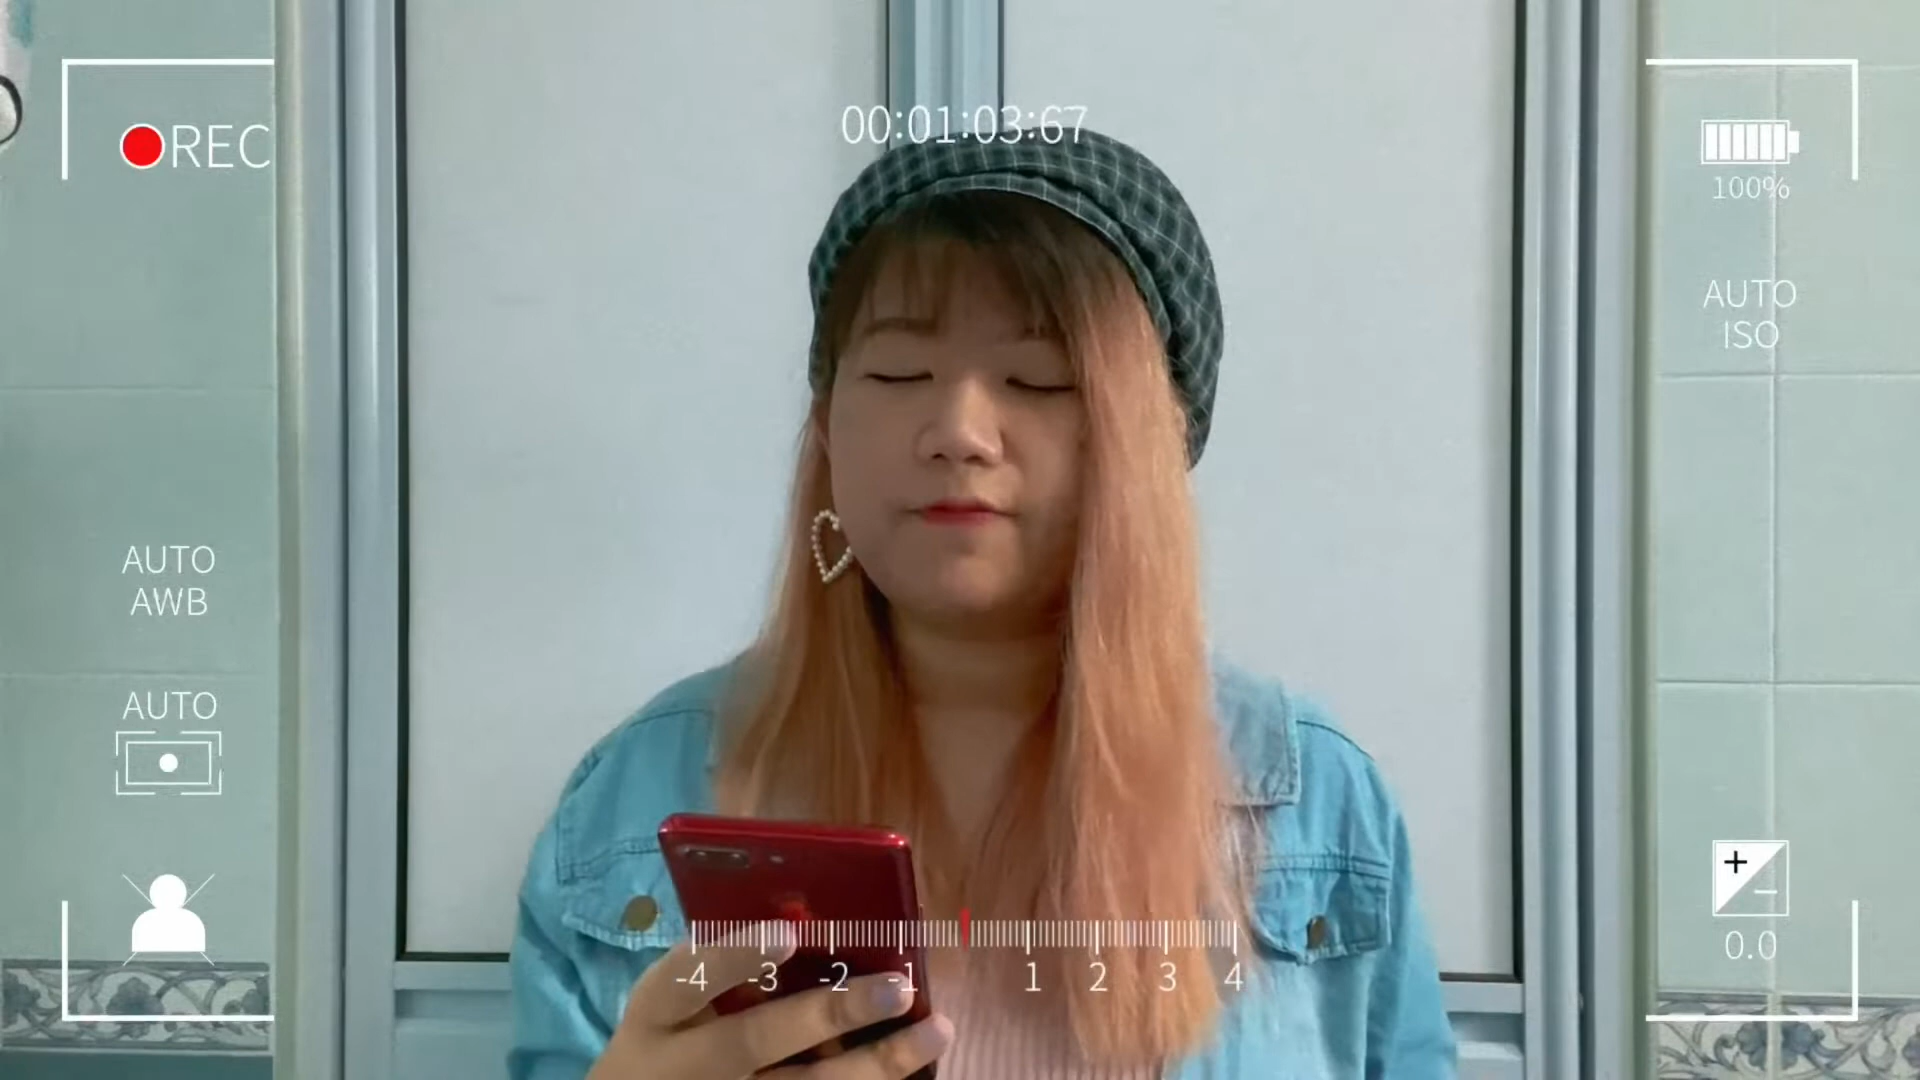 00:01:03:67
REC
100%
AUTO
ISO
AUTO
AWB
AUTO
+
−
0.0
-4 -3 -2 -1 1 2 3 4